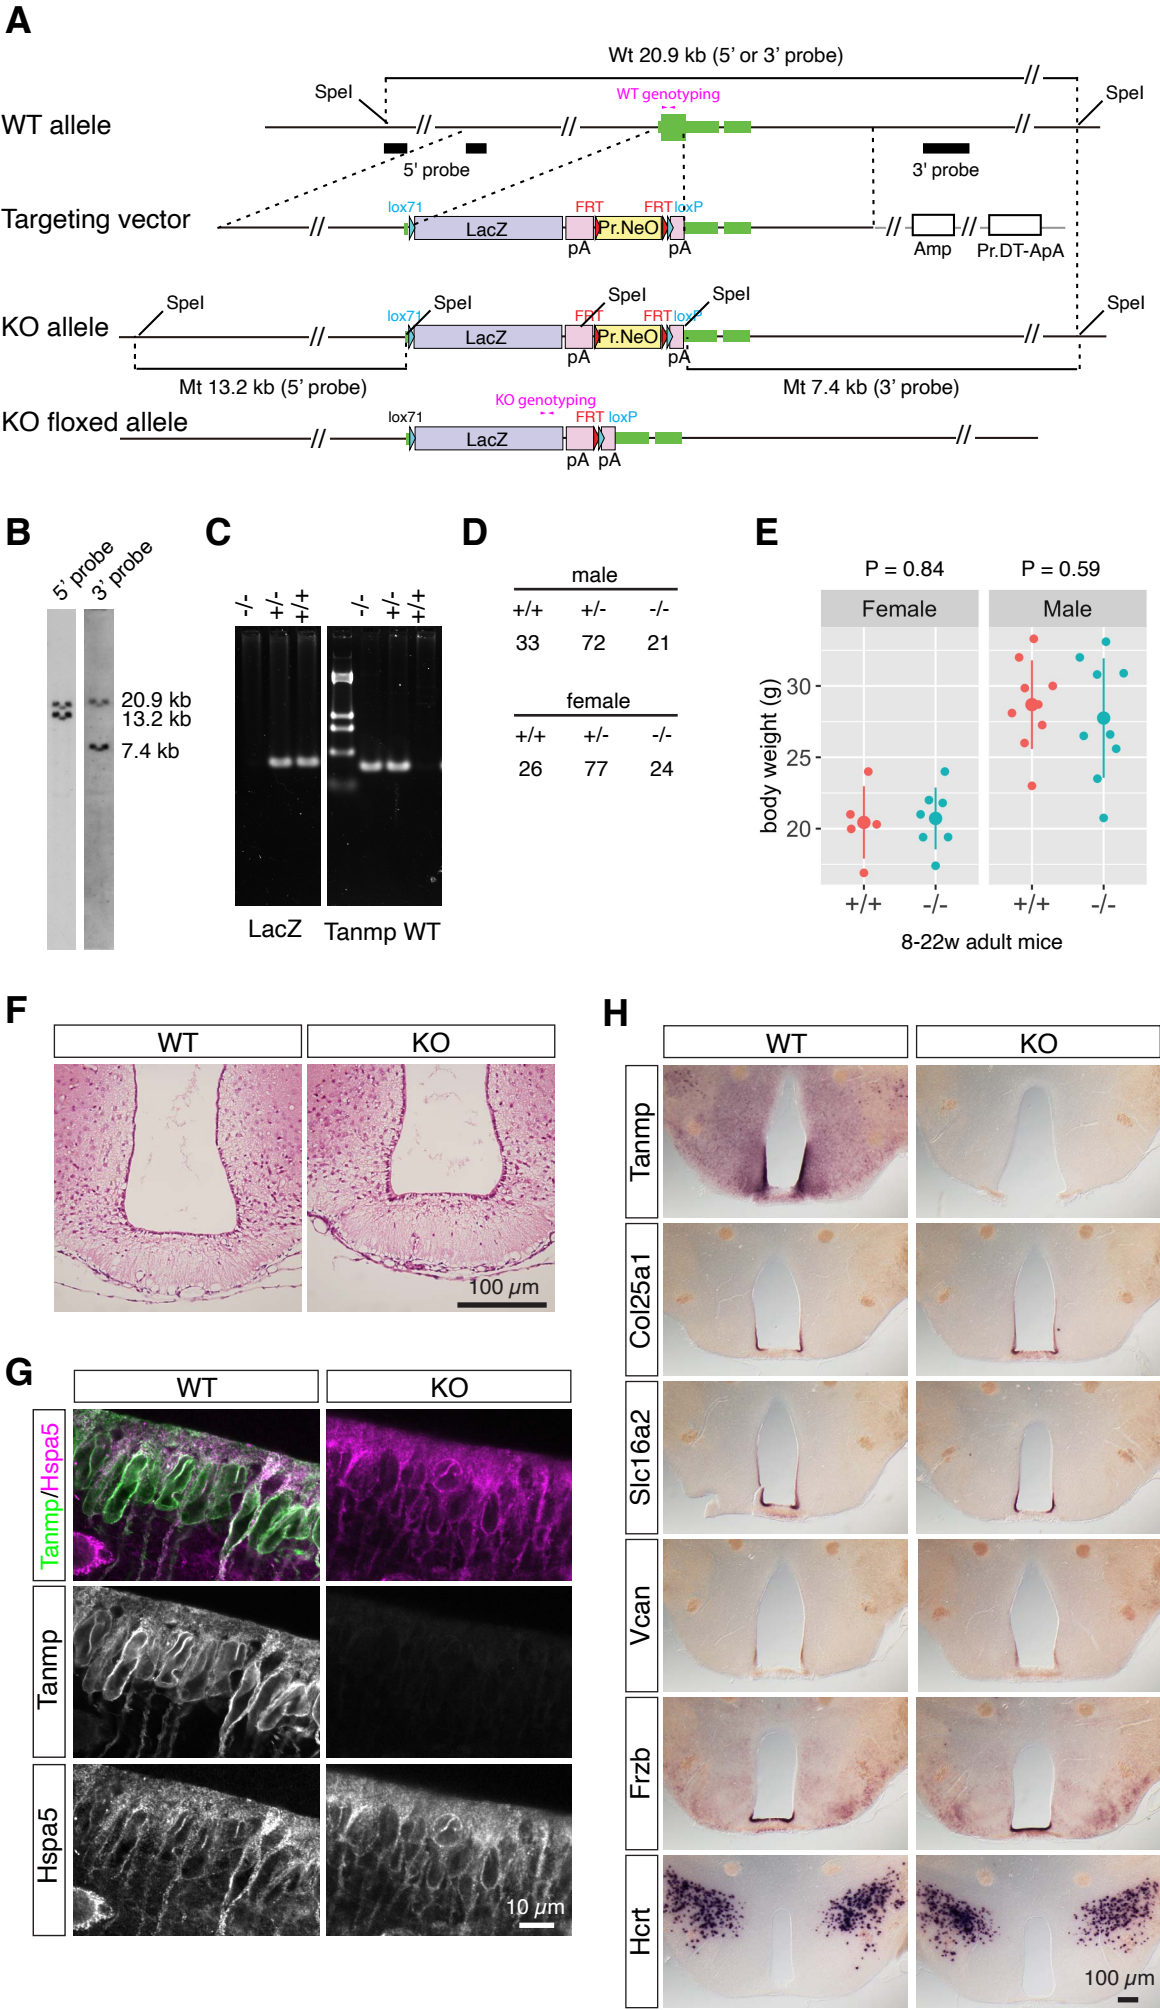 A
Wt 20.9 kb (5' or 3' probe)
SpeI
WT genotyping
SpeI
WT allele
5' probe
3' probe
Targeting vector
lox71
FRT
FRT
loxP
LacZ
Pr.NeO
pA
pA
Amp
Pr.DT-ApA
KO allele
SpeI
SpeI
SpeI
SpeI
SpeI
lox71
FRT
FRT
loxP
LacZ
Pr.NeO
pA
pA
Mt 13.2 kb (5' probe)
Mt 7.4 kb (3' probe)
KO genotyping
KO floxed allele
lox71
FRT
loxP
LacZ
pA
pA
B
5' probe
3' probe
20.9 kb
13.2 kb
7.4 kb
C
-/-
+/-
+/+
-/-
+/-
+/+
LacZ
Tanmp WT
D
male
+/+ +/- -/-
33 72 21
female
+/+ +/- -/-
26 77 24
E
P = 0.84
P = 0.59
Female
Male
body weight (g)
30
25
20
+/+
-/-
+/+
-/-
8-22w adult mice
F
WT
KO
100 μm
G
WT
KO
Tanmp/Hspa5
Tanmp
Hspa5
10 μm
H
WT
KO
Tanmp
Col25a1
Slc16a2
Vcan
Frzb
Hcrt
100 μm